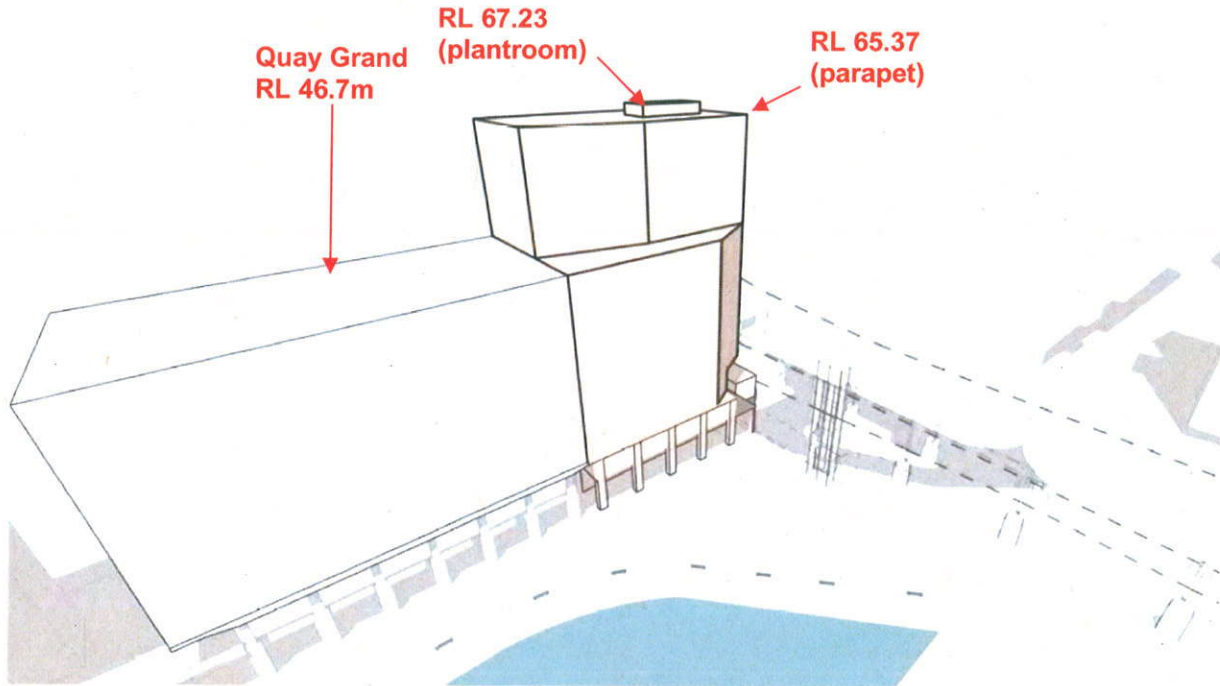 Quay Grand
RL 46.7m
RL 67.23
(plantroom)
RL 65.37
(parapet)